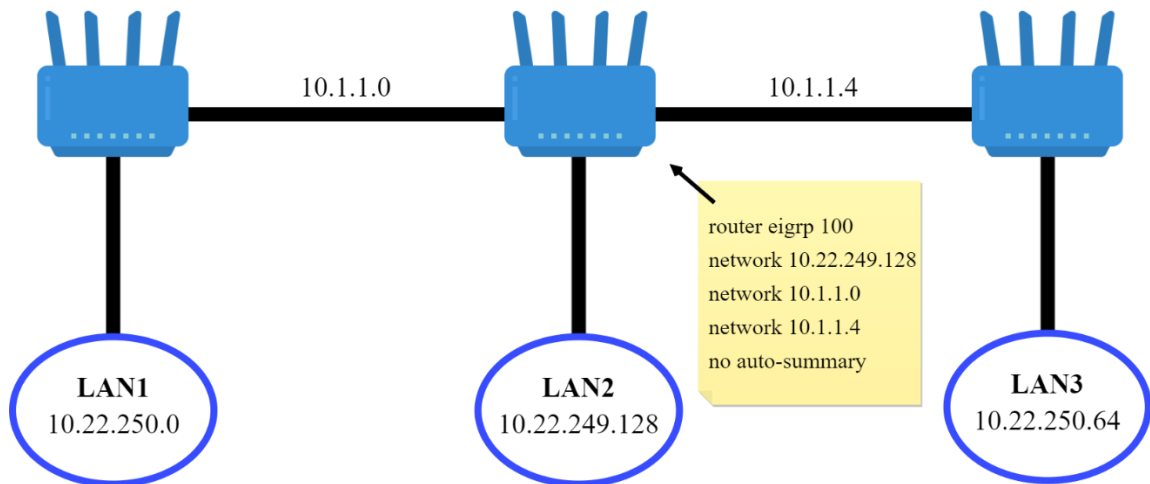 10.1.1.0
10.1.1.4
router eigrp 100
network 10.22.249.128
network 10.1.1.0
network 10.1.1.4
no auto-summary
LAN1
10.22.250.0
LAN2
10.22.249.128
LAN3
10.22.250.64